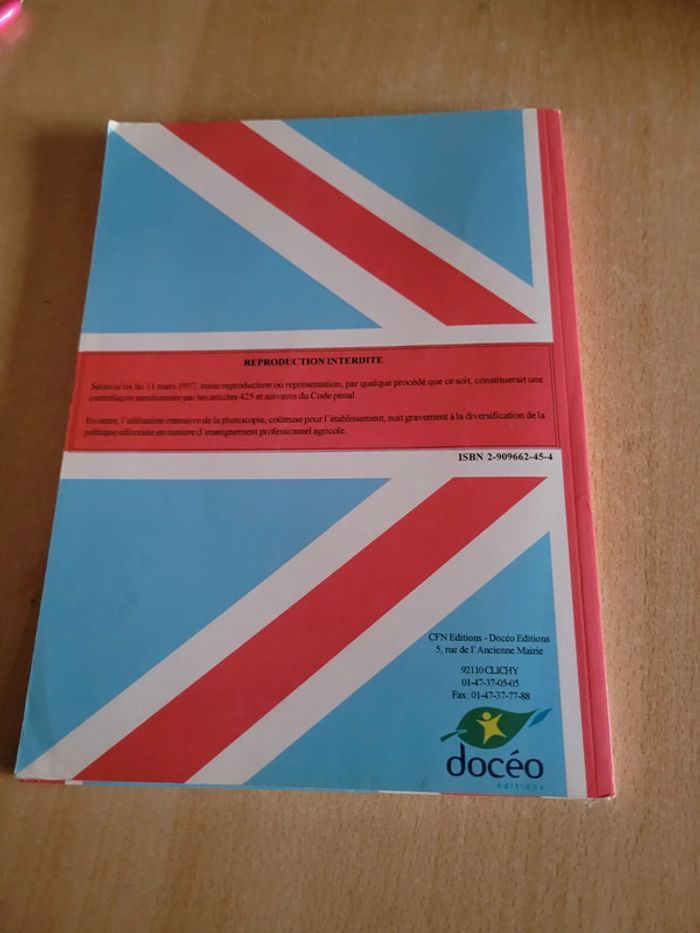 REPRODUCTION INTERDITE
Selon la loi du 11 mars 1957, toute reproduction ou représentation, par quelque procédé que ce soit, constituerait une
contrefaçon sanctionnée par les articles 425 et suivants du Code pénal.
En outre, l'utilisation intensive de la photocopie, coûteuse pour l'établissement, nuit gravement à la diversification de la
politique éditoriale en matière d'enseignement professionnel agricole.
ISBN 2-909662-45-4
CFN Editions - Docéo Editions
5, rue de l'Ancienne Mairie
92110 CLICHY
01-47-37-05-05
Fax : 01-47-37-77-88
docéo
éditions